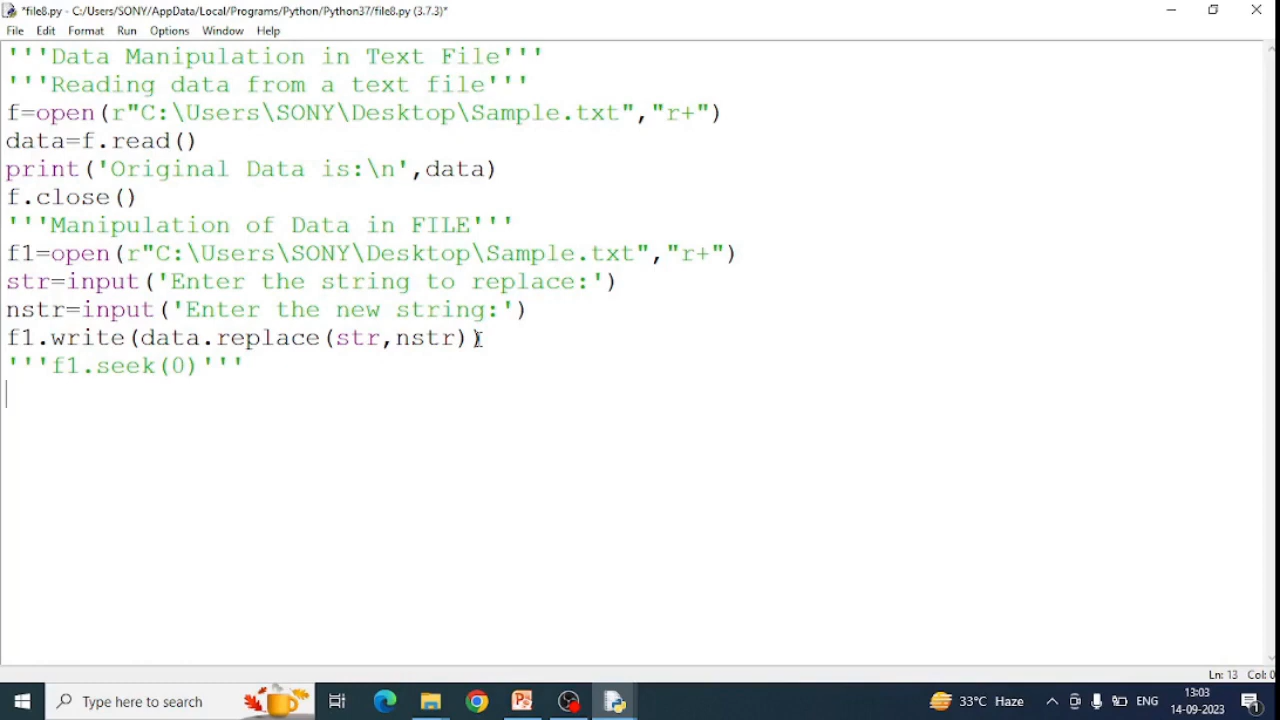 *file8.py - C:/Users/SONY/AppData/Local/Programs/Python/Python37/file8.py (3.7.3)*
File Edit Format Run Options Window Help
'''Data Manipulation in Text File'''
'''Reading data from a text file'''
f=open(r"C:\Users\SONY\Desktop\Sample.txt","r+")
data=f.read()
print('Original Data is:\n',data)
f.close()
'''Manipulation of Data in FILE'''
f1=open(r"C:\Users\SONY\Desktop\Sample.txt","r+")
str=input('Enter the string to replace:')
nstr=input('Enter the new string:')
f1.write(data.replace(str,nstr))
'''f1.seek(0)'''
Ln: 13 Col: 0
Type here to search
33°C Haze
ENG
13:03
14-09-2023
1